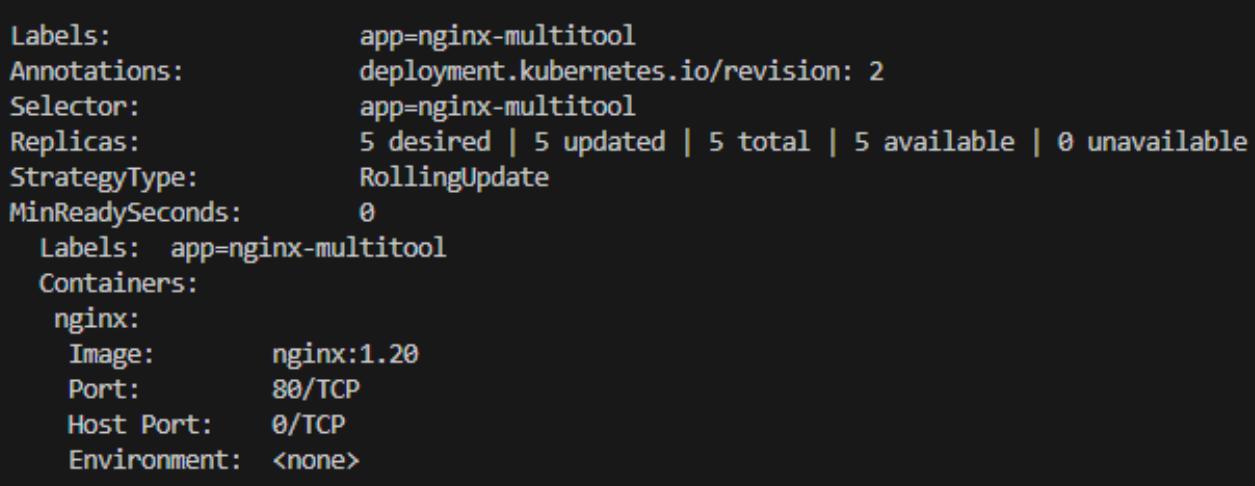 Labels:                 app=nginx-multitool
Annotations:            deployment.kubernetes.io/revision: 2
Selector:               app=nginx-multitool
Replicas:               5 desired | 5 updated | 5 total | 5 available | 0 unavailable
StrategyType:           RollingUpdate
MinReadySeconds:        0
  Labels:  app=nginx-multitool
  Containers:
   nginx:
    Image:        nginx:1.20
    Port:         80/TCP
    Host Port:    0/TCP
    Environment:  <none>